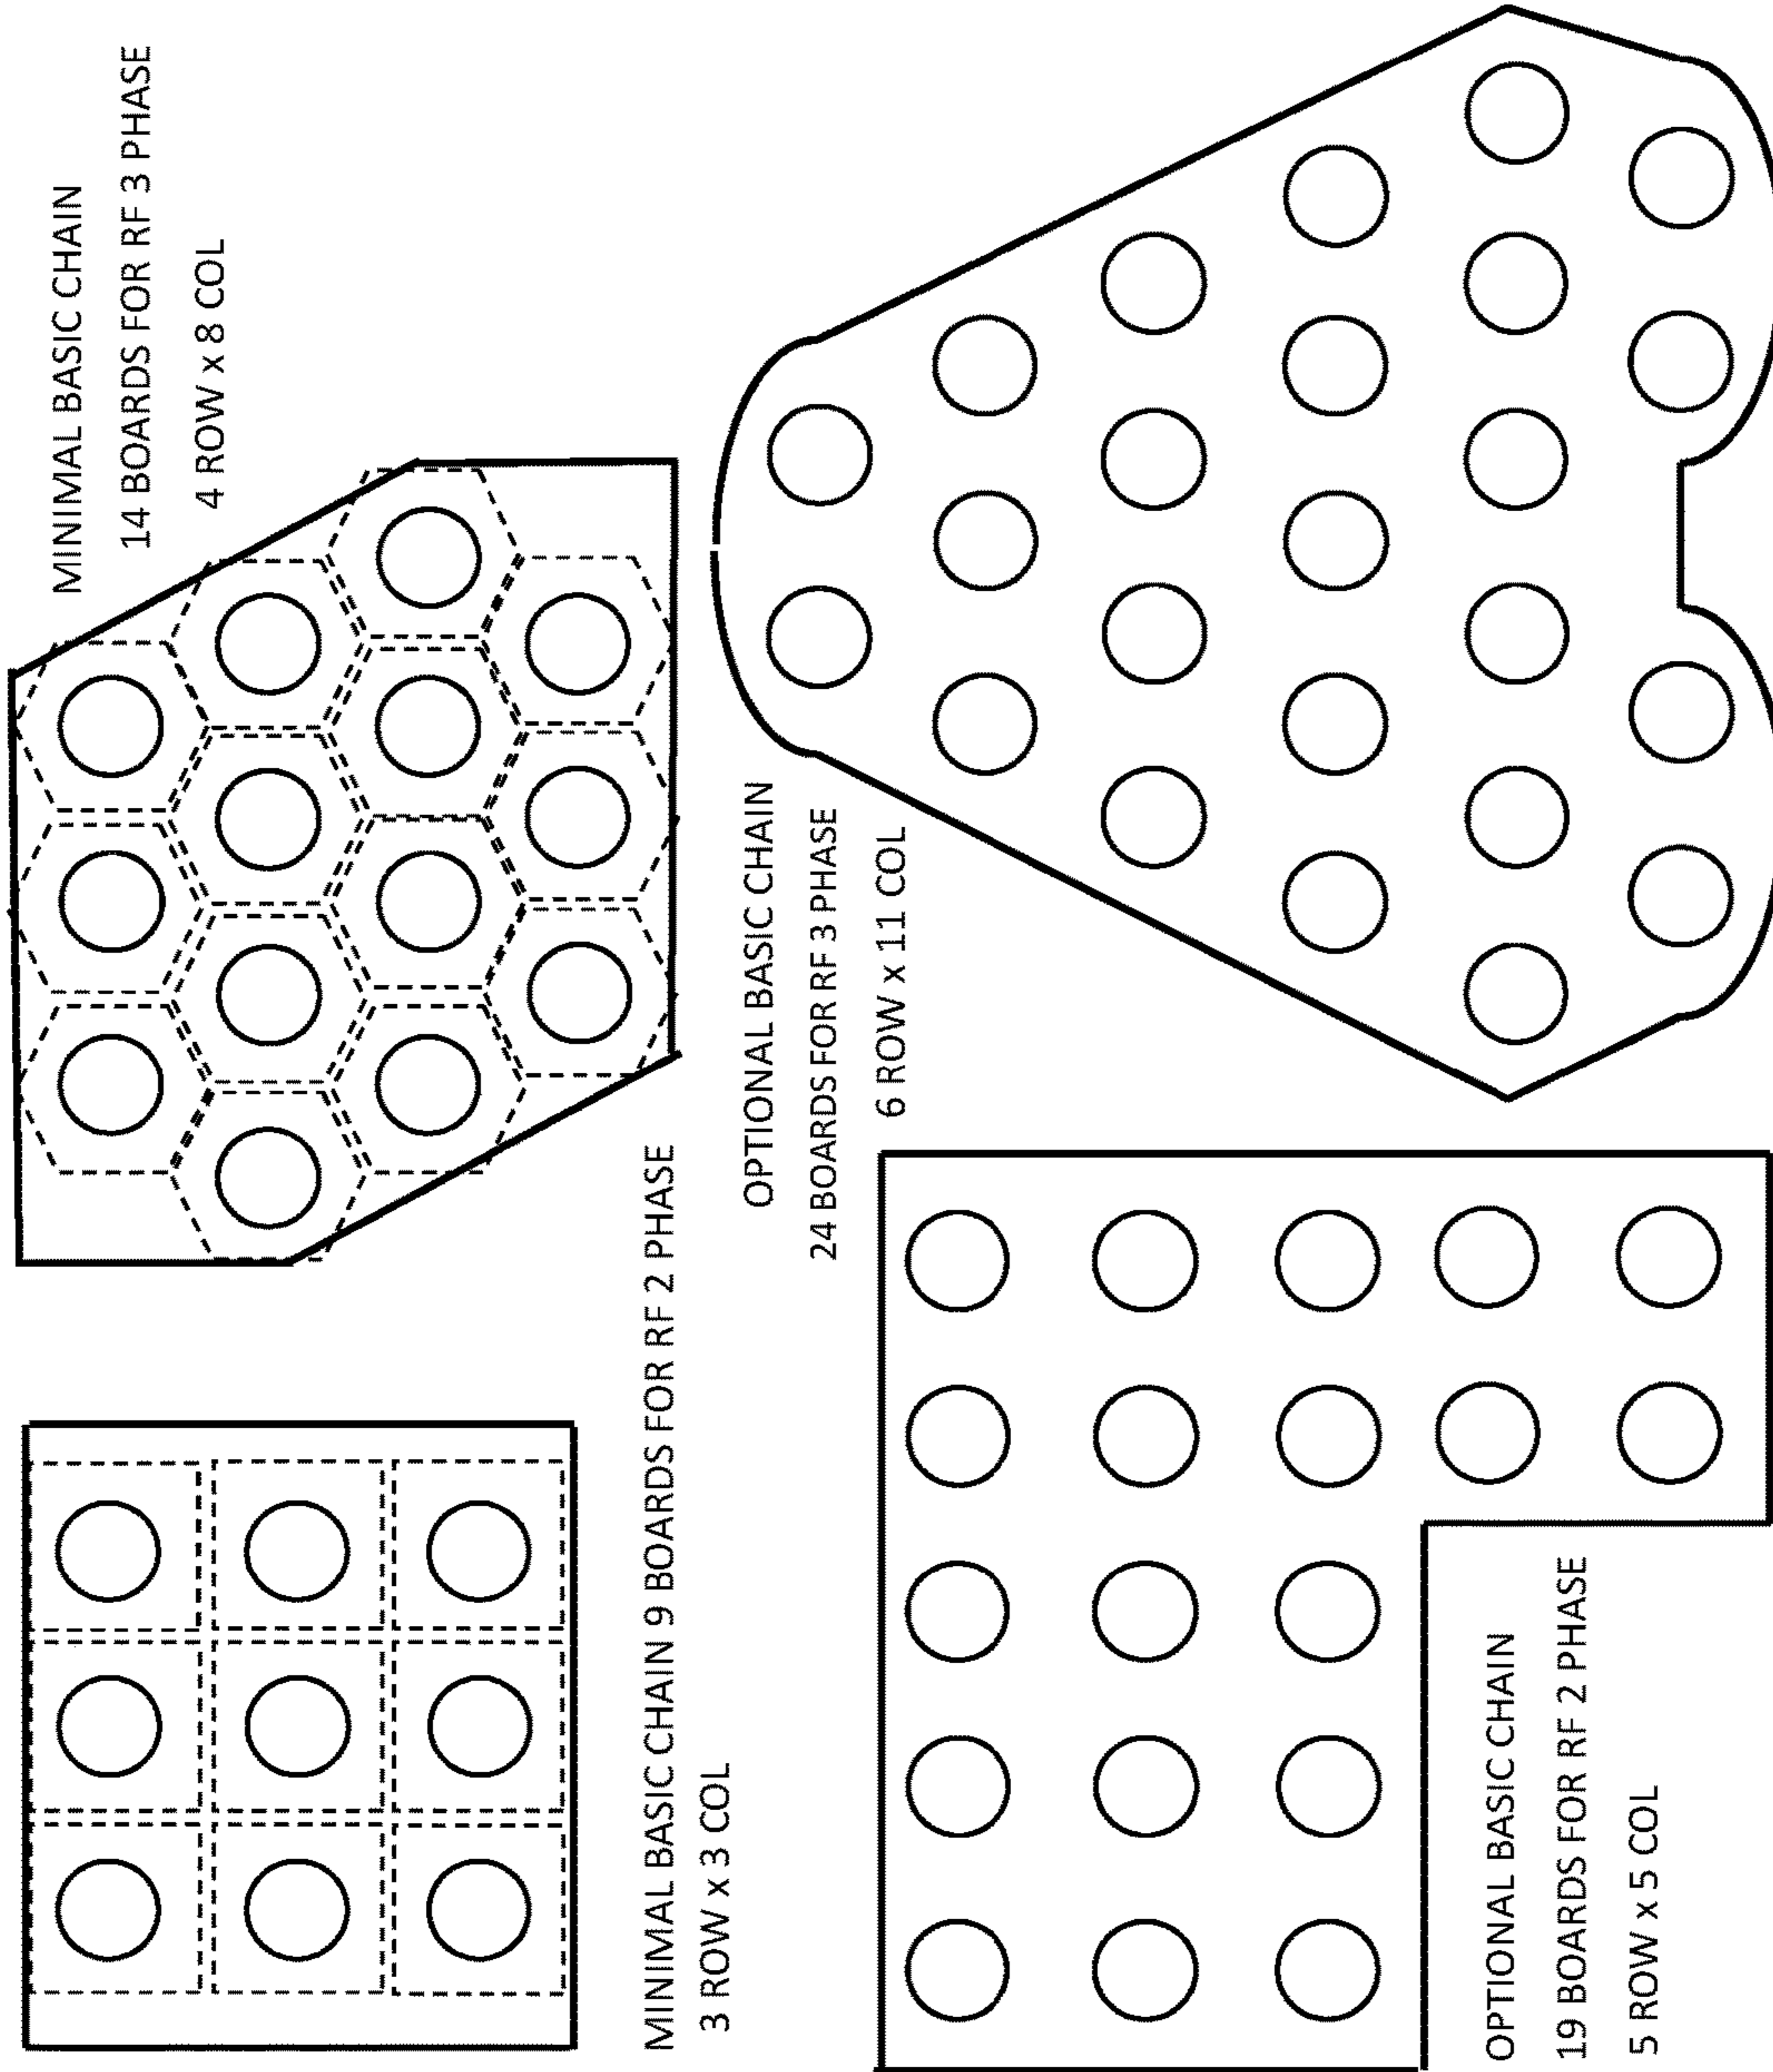 MINIMAL BASIC CHAIN 9 BOARDS FOR RF 2 PHASE
3 ROW x 3 COL
MINIMAL BASIC CHAIN
14 BOARDS FOR RF 3 PHASE
4 ROW x 8 COL
OPTIONAL BASIC CHAIN
19 BOARDS FOR RF 2 PHASE
5 ROW x 5 COL
OPTIONAL BASIC CHAIN
24 BOARDS FOR RF 3 PHASE
6 ROW x 11 COL